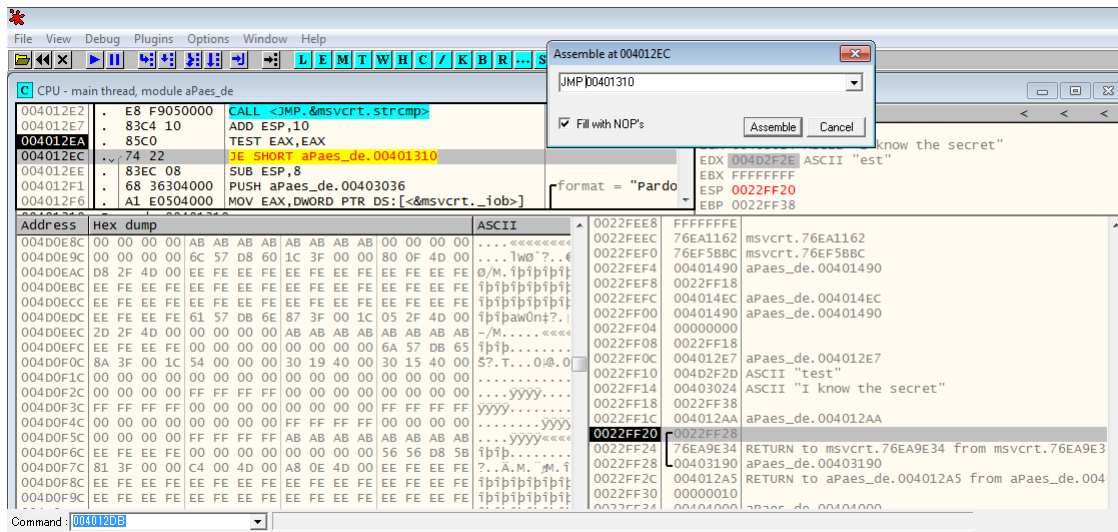 File View Debug Plugins Options Window Help
L E M T W H C / K B R ... S
Assemble at 004012EC
JMP 00401310
Fill with NOP's
Assemble Cancel
C CPU - main thread, module aPaes_de
004012E2 . E8 F9050000 CALL <JMP.&msvcrt.strcmp>
004012E7 . 83C4 10 ADD ESP,10
004012EA . 85C0 TEST EAX,EAX
004012EC .. 74 22 JE SHORT aPaes_de.00401310
004012EE . 83EC 08 SUB ESP,8
004012F1 . 68 36304000 PUSH aPaes_de.00403036 format = "Pardo
004012F6 . A1 E0504000 MOV EAX,DWORD PTR DS:[<&msvcrt._iob>]
< < <
know the secret"
EDX 004D2F2E ASCII "est"
EBX FFFFFFFF
ESP 0022FF20
EBP 0022FF38
Address Hex dump ASCII
004D0E8C 00 00 00 00 AB AB AB AB AB AB AB AB 00 00 00 00 ....««««««««
004D0E9C 00 00 00 00 6C 57 D8 60 1C 3F 00 00 80 0F 4D 00 ....lWØ`?..€
004D0EAC D8 2F 4D 00 EE FE EE FE EE FE EE FE EE FE EE FE Ø/M.îþîþîþîþ
004D0EBC EE FE EE FE EE FE EE FE EE FE EE FE EE FE EE FE îþîþîþîþîþîþ
004D0ECC EE FE EE FE EE FE EE FE EE FE EE FE EE FE EE FE îþîþîþîþîþîþ
004D0EDC EE FE EE FE 61 57 DB 6E 87 3F 00 1C 05 2F 4D 00 îþîþaWÛn‡?.
004D0EEC 2D 2F 4D 00 00 00 00 00 AB AB AB AB AB AB AB AB -/M.....««««
004D0EFC EE FE EE FE 00 00 00 00 00 00 00 00 6A 57 DB 65 îþîþ........
004D0F0C 8A 3F 00 1C 54 00 00 00 30 19 40 00 30 15 40 00 Š?.T...0@.0
004D0F1C 00 00 00 00 00 00 00 00 00 00 00 00 00 00 00 00 ............
004D0F2C 00 00 00 00 FF FF FF FF 00 00 00 00 00 00 00 00 ....ÿÿÿÿ....
004D0F3C FF FF FF FF 00 00 00 00 00 00 00 00 FF FF FF FF ÿÿÿÿ........
004D0F4C 00 00 00 00 00 00 00 00 FF FF FF FF 00 00 00 00 ........ÿÿÿÿ
004D0F5C 00 00 00 00 FF FF FF FF AB AB AB AB AB AB AB AB ....ÿÿÿÿ««««
004D0F6C EE FE EE FE 00 00 00 00 00 00 00 00 56 56 D8 5B îþîþ........
004D0F7C 81 3F 00 00 C4 00 4D 00 A8 0E 4D 00 EE FE EE FE ?..Ä.M.¨M.î
004D0F8C EE FE EE FE EE FE EE FE EE FE EE FE EE FE EE FE îþîþîþîþîþîþ
004D0F9C EE FE EE FE EE FE EE FE EE FE EE FE EE FE EE FE îþîþîþîþîþîþ
0022FEE8 FFFFFFFE
0022FEEC 76EA1162 msvcrt.76EA1162
0022FEF0 76EF5BBC msvcrt.76EF5BBC
0022FEF4 00401490 aPaes_de.00401490
0022FEF8 0022FF18
0022FEFC 004014EC aPaes_de.004014EC
0022FF00 00401490 aPaes_de.00401490
0022FF04 00000000
0022FF08 0022FF18
0022FF0C 004012E7 aPaes_de.004012E7
0022FF10 004D2F2D ASCII "test"
0022FF14 00403024 ASCII "I know the secret"
0022FF18 0022FF38
0022FF1C 004012AA aPaes_de.004012AA
0022FF20 0022FF28
0022FF24 76EA9E34 RETURN to msvcrt.76EA9E34 from msvcrt.76EA9E3
0022FF28 00403190 aPaes_de.00403190
0022FF2C 004012A5 RETURN to aPaes_de.004012A5 from aPaes_de.004
0022FF30 00000010
0022FF34 00404000 aPaes_de.00404000
Command : 004012DB